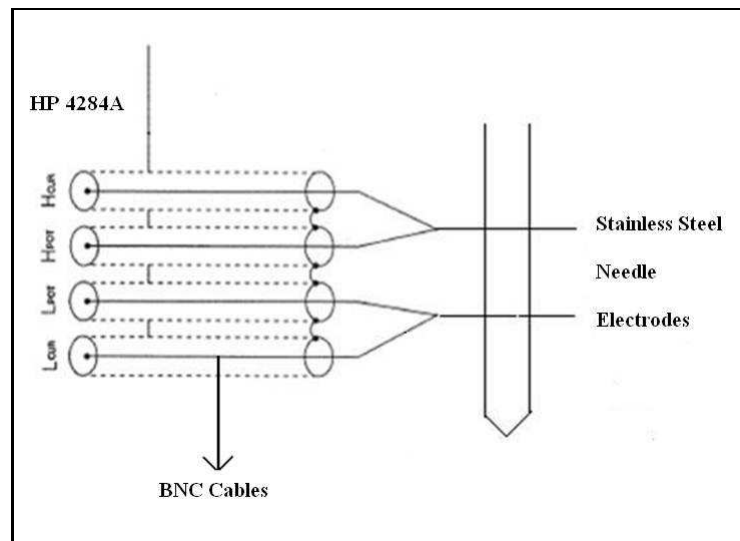 HP 4284A
HCUR
HPOT
LPOT
LCUR
Stainless Steel
Needle
Electrodes
BNC Cables